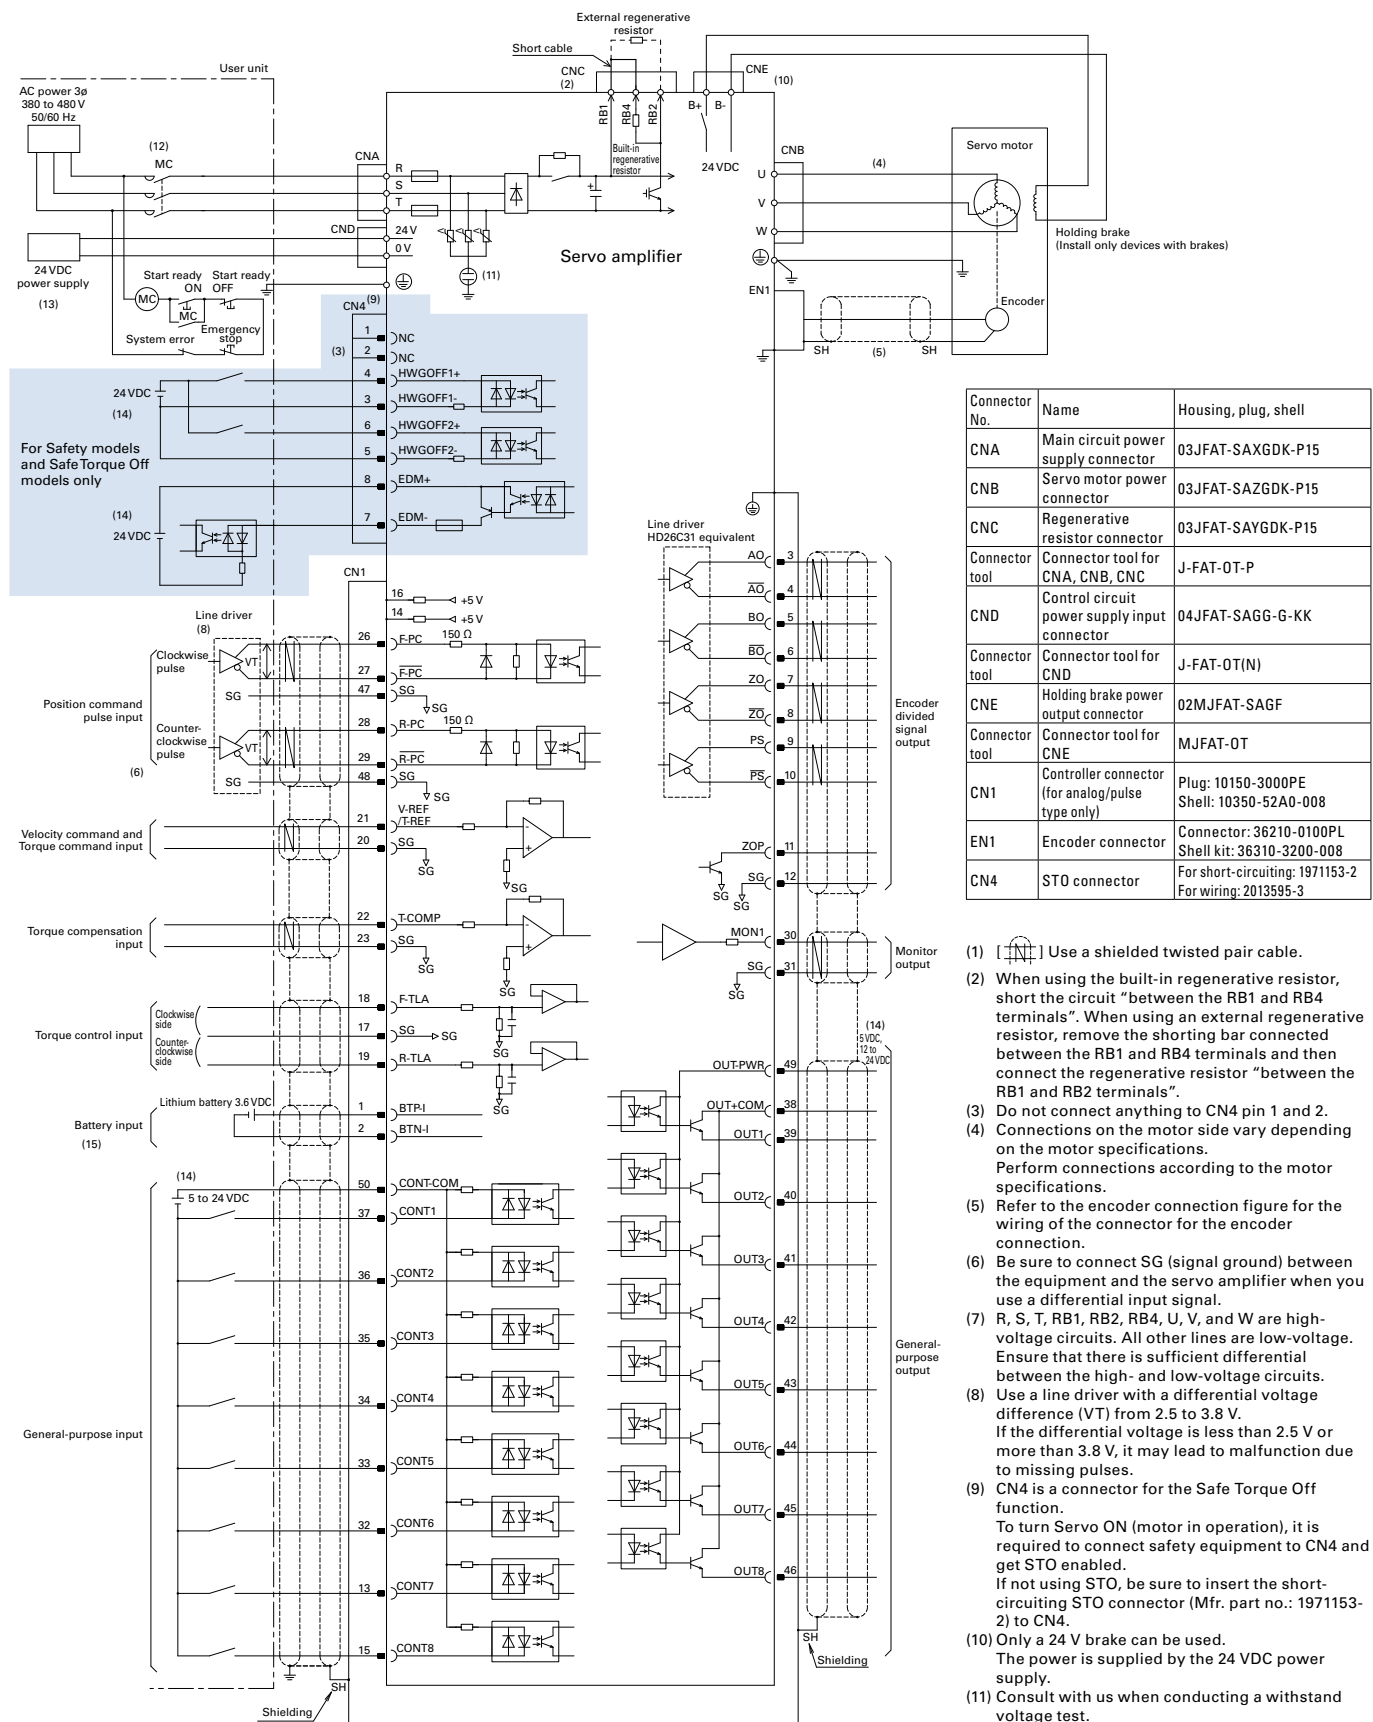 External regenerative
resistor
Short cable
CNC
(2)
CNE
(10)
User unit
AC power 3ø
380 to 480 V
50/60 Hz
RB1
RB4
RB2
B+
B-
24 VDC
Built-in
regenerative
resistor
(12)
MC
CNA
R
S
T
CND
24 V
0 V
24 VDC
power supply
(13)
Start ready
ON
Start ready
OFF
MC
MC
System error
Emergency
stop
(11)
Servo amplifier
CNB
U
V
W
(4)
Servo motor
Holding brake
(Install only devices with brakes)
EN1
Encoder
SH
(5)
SH
CN4
(9)
(3)
1
NC
2
NC
4
HWGOFF1+
3
HWGOFF1-
6
HWGOFF2+
5
HWGOFF2-
8
EDM+
7
EDM-
24 VDC
(14)
For Safety models
and Safe Torque Off
models only
(14)
24 VDC
CN1
16
+5 V
14
+5 V
Line driver
(8)
Clockwise
pulse
VT
26
F-PC
150 Ω
27
F-PC
SG
47
SG
SG
Position command
pulse input
Counter-
clockwise
pulse
VT
28
R-PC
150 Ω
29
R-PC
(6)
SG
48
SG
SG
Velocity command and
Torque command input
21
V-REF
/T-REF
20
SG
SG
SG
- 
+
Torque compensation
input
22
T-COMP
23
SG
SG
SG
-
+
Torque control input
Clockwise
side
Counter-
clockwise
side
18
F-TLA
17
SG
SG
19
R-TLA
SG
SG
Battery input
(15)
Lithium battery 3.6 VDC
1
BTP-I
2
BTN-I
General-purpose input
(14)
5 to 24 VDC
50
CONT-COM
37
CONT1
36
CONT2
35
CONT3
34
CONT4
33
CONT5
32
CONT6
13
CONT7
15
CONT8
SH
Shielding
Line driver
HD26C31 equivalent
AO
3
AO
4
BO
5
BO
6
ZO
7
ZO
8
PS
9
PS
10
ZOP
11
SG
12
SG
SG
Encoder
divided
signal
output
MON1
30
SG
31
SG
Monitor
output
(14)
5 VDC,
12 to
24 VDC
OUT-PWR
49
OUT+COM
38
OUT1
39
OUT2
40
OUT3
41
OUT4
42
OUT5
43
OUT6
44
OUT7
45
OUT8
46
General-
purpose
output
SH
Shielding
Connector
No.
Name
Housing, plug, shell
CNA
Main circuit power
supply connector
03JFAT-SAXGDK-P15
CNB
Servo motor power
connector
03JFAT-SAZGDK-P15
CNC
Regenerative
resistor connector
03JFAT-SAYGDK-P15
Connector
tool
Connector tool for
CNA, CNB, CNC
J-FAT-OT-P
CND
Control circuit
power supply input
connector
04JFAT-SAGG-G-KK
Connector
tool
Connector tool for
CND
J-FAT-OT(N)
CNE
Holding brake power
output connector
02MJFAT-SAGF
Connector
tool
Connector tool for
CNE
MJFAT-OT
CN1
Controller connector
(for analog/pulse
type only)
Plug: 10150-3000PE
Shell: 10350-52A0-008
EN1
Encoder connector
Connector: 36210-0100PL
Shell kit: 36310-3200-008
CN4
STO connector
For short-circuiting: 1971153-2
For wiring: 2013595-3
(1) [ ] Use a shielded twisted pair cable.
(2) When using the built-in regenerative resistor,
short the circuit “between the RB1 and RB4
terminals”. When using an external regenerative
resistor, remove the shorting bar connected
between the RB1 and RB4 terminals and then
connect the regenerative resistor “between the
RB1 and RB2 terminals”.
(3) Do not connect anything to CN4 pin 1 and 2.
(4) Connections on the motor side vary depending
on the motor specifications.
Perform connections according to the motor
specifications.
(5) Refer to the encoder connection figure for the
wiring of the connector for the encoder
connection.
(6) Be sure to connect SG (signal ground) between
the equipment and the servo amplifier when you
use a differential input signal.
(7) R, S, T, RB1, RB2, RB4, U, V, and W are high-
voltage circuits. All other lines are low-voltage.
Ensure that there is sufficient differential
between the high- and low-voltage circuits.
(8) Use a line driver with a differential voltage
difference (VT) from 2.5 to 3.8 V.
If the differential voltage is less than 2.5 V or
more than 3.8 V, it may lead to malfunction due
to missing pulses.
(9) CN4 is a connector for the Safe Torque Off
function.
To turn Servo ON (motor in operation), it is
required to connect safety equipment to CN4 and
get STO enabled.
If not using STO, be sure to insert the short-
circuiting STO connector (Mfr. part no.: 1971153-
2) to CN4.
(10) Only a 24 V brake can be used.
The power is supplied by the 24 VDC power
supply.
(11) Consult with us when conducting a withstand
voltage test.